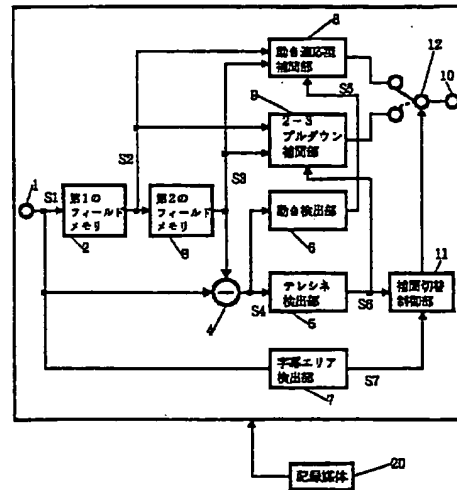 8
12
動き適応型
補間部
10
S5
9
2-3
プルダウン
補間部
S2
S3
1
S1
第1の
フィールド
メモリ
2
第2の
フィールド
メモリ
動き検出部
6
11
4
S4
テレシネ
検出部
5
S6
補間切替
制御部
字幕エリア
検出部
7
S7
記録媒体
20